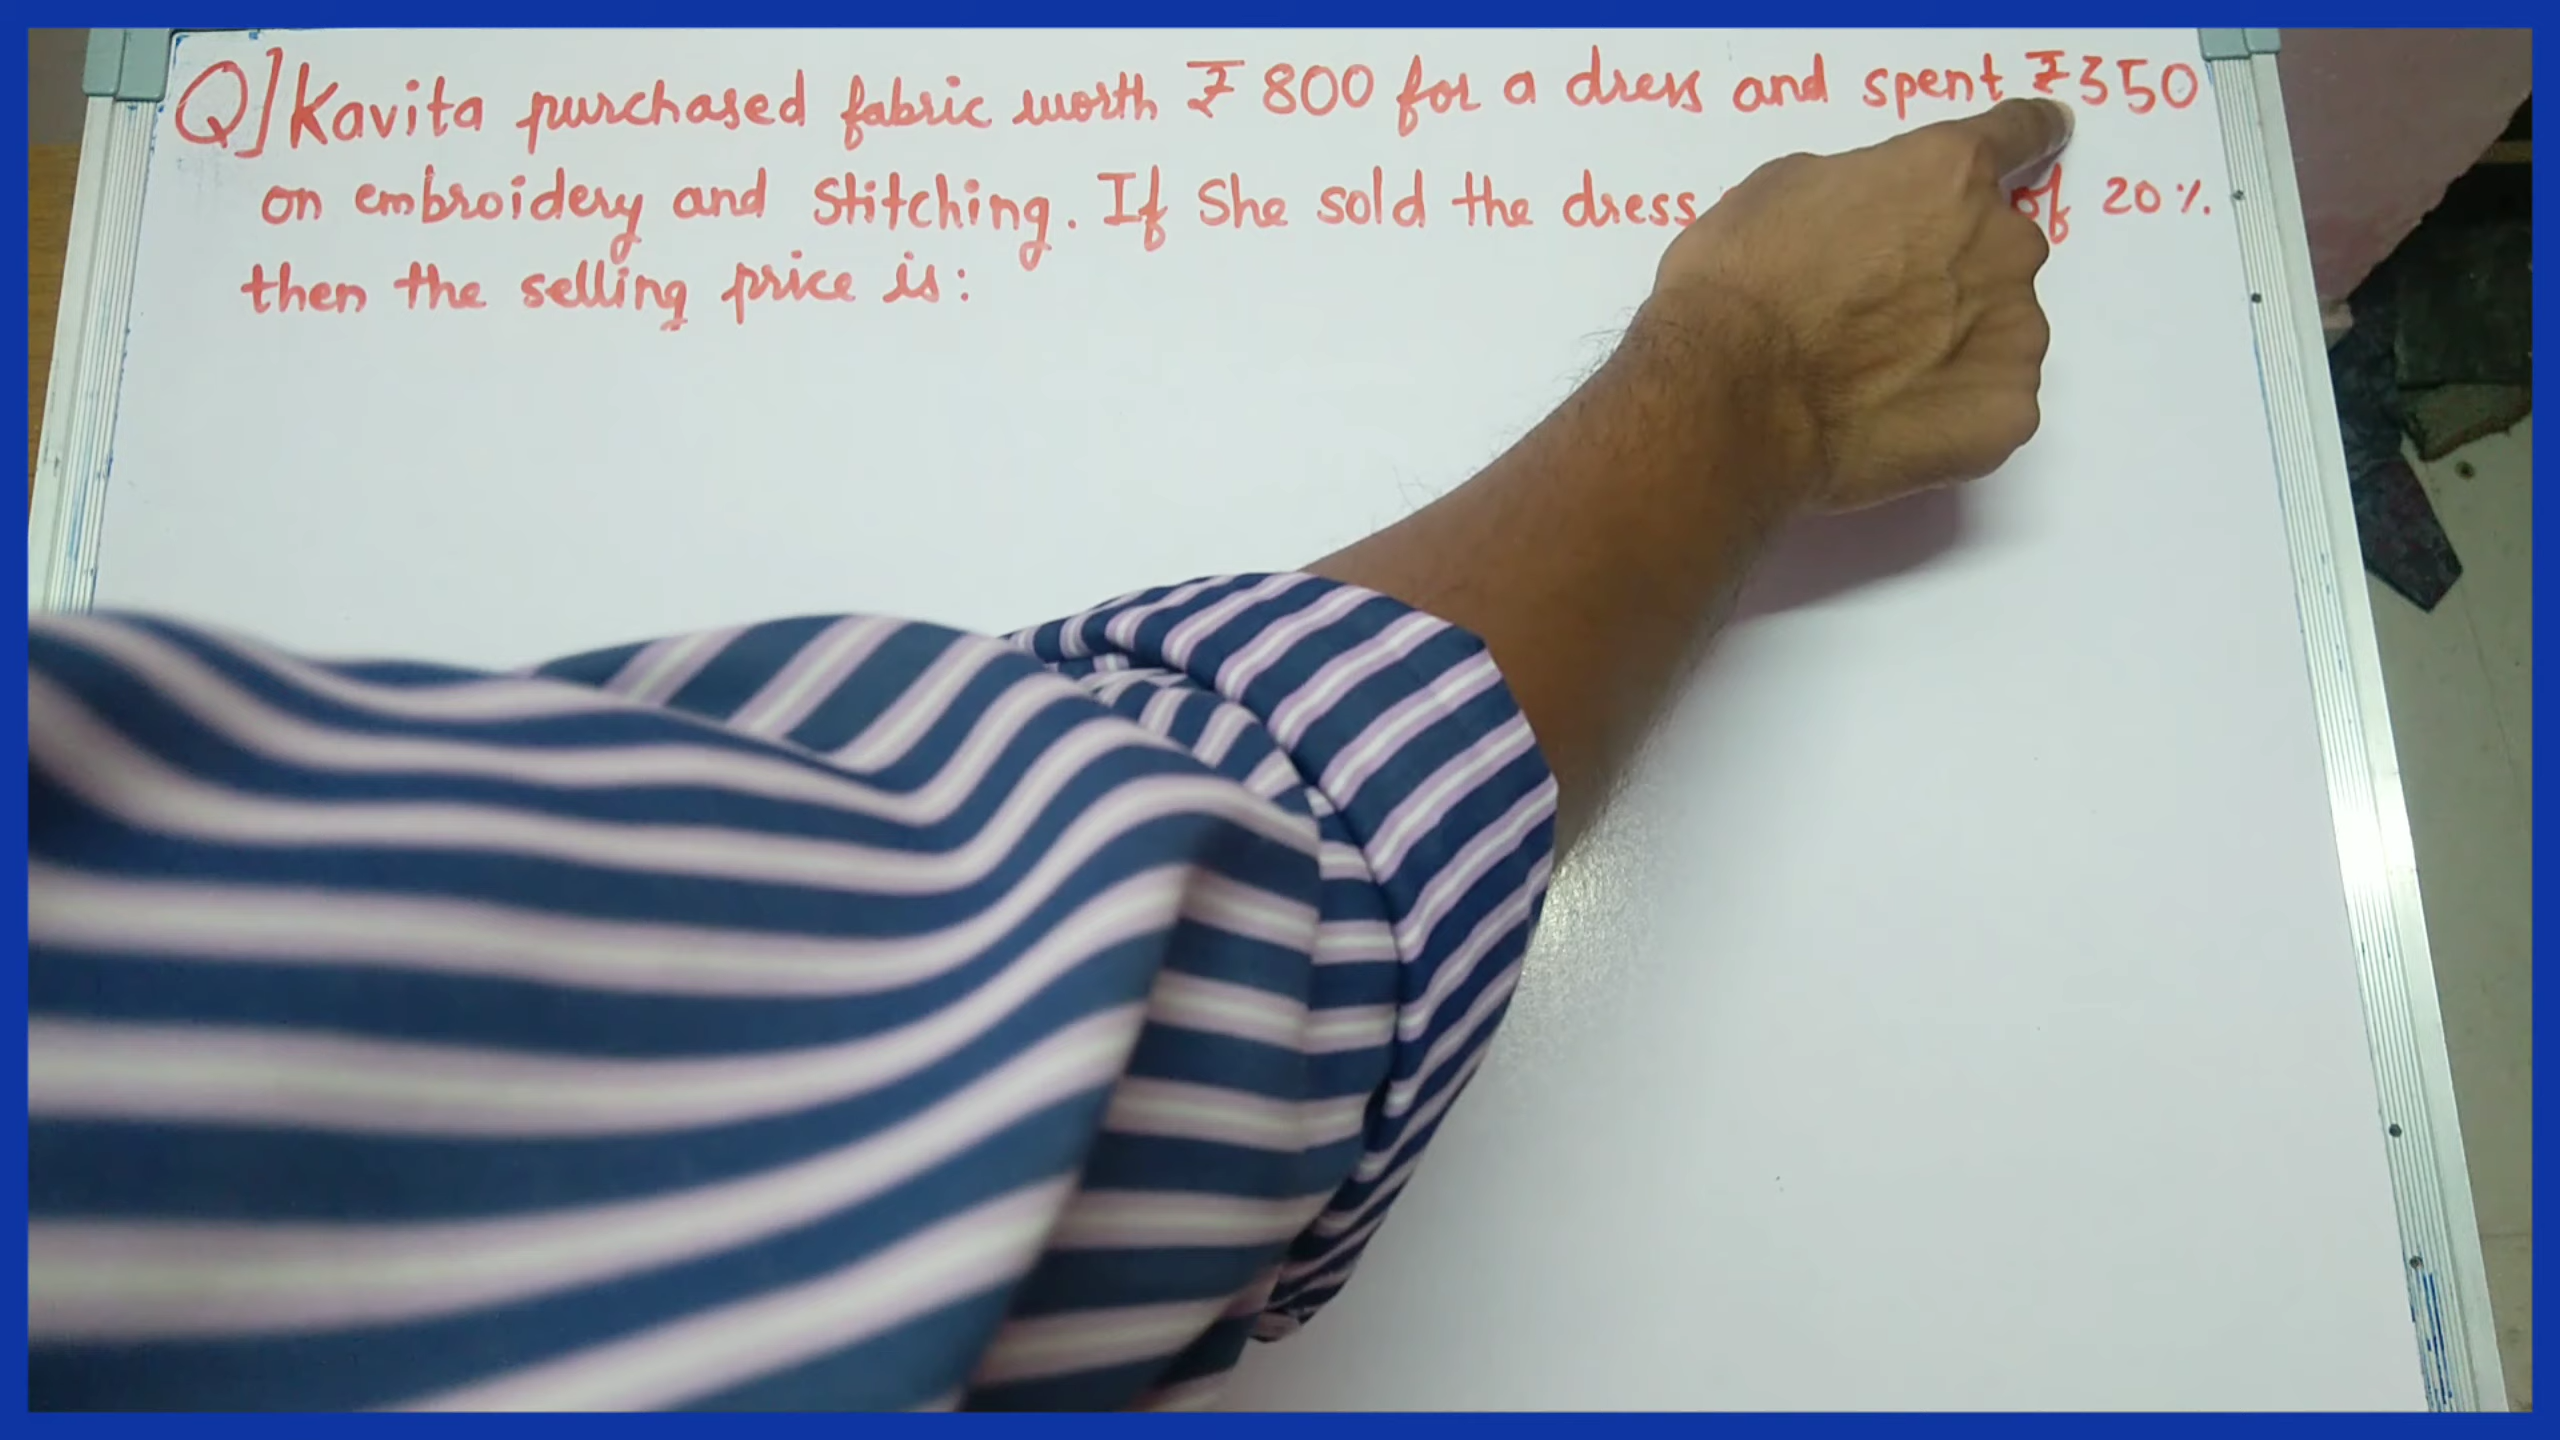 Q] Kavita purchased fabric worth ₹ 800 for a dress and spent ₹350
on embroidery and stitching. If She sold the dress of 20%
then the selling price is: